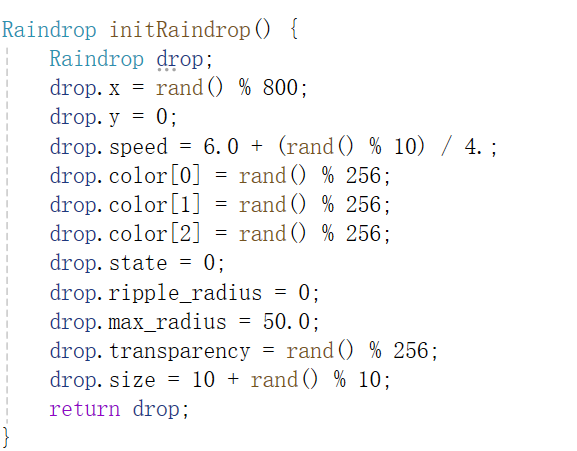 Raindrop initRaindrop() {
    Raindrop drop;
    drop.x = rand() % 800;
    drop.y = 0;
    drop.speed = 6.0 + (rand() % 10) / 4.;
    drop.color[0] = rand() % 256;
    drop.color[1] = rand() % 256;
    drop.color[2] = rand() % 256;
    drop.state = 0;
    drop.ripple_radius = 0;
    drop.max_radius = 50.0;
    drop.transparency = rand() % 256;
    drop.size = 10 + rand() % 10;
    return drop;
}